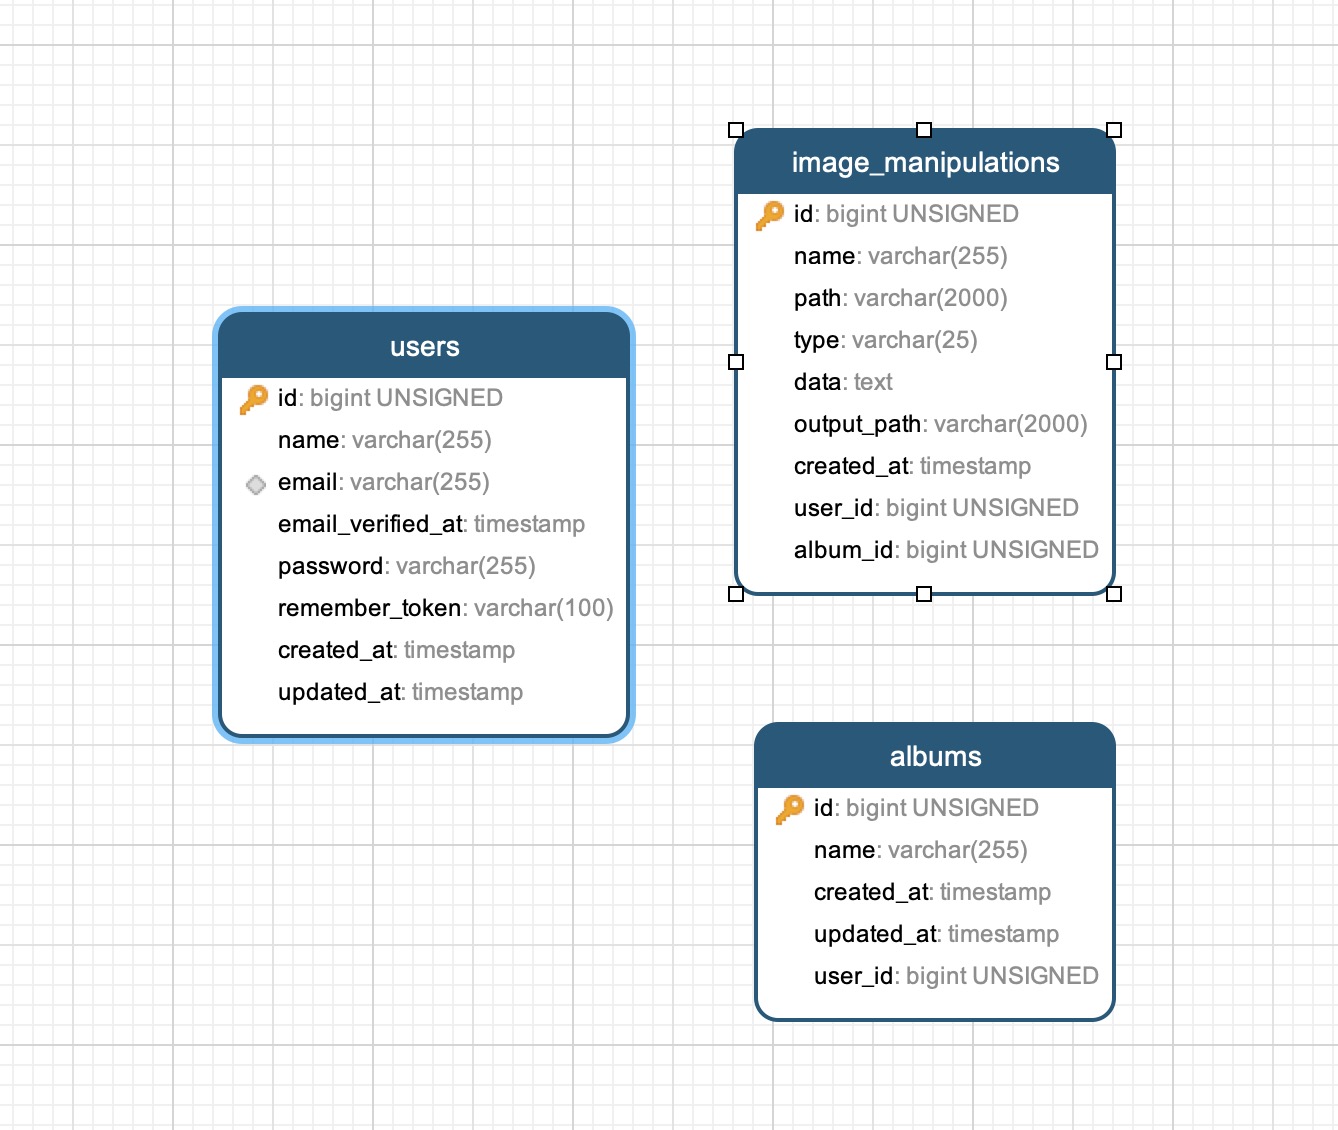 users
id: bigint UNSIGNED
name: varchar(255)
email: varchar(255)
email_verified_at: timestamp
password: varchar(255)
remember_token: varchar(100)
created_at: timestamp
updated_at: timestamp
image_manipulations
id: bigint UNSIGNED
name: varchar(255)
path: varchar(2000)
type: varchar(25)
data: text
output_path: varchar(2000)
created_at: timestamp
user_id: bigint UNSIGNED
album_id: bigint UNSIGNED
albums
id: bigint UNSIGNED
name: varchar(255)
created_at: timestamp
updated_at: timestamp
user_id: bigint UNSIGNED